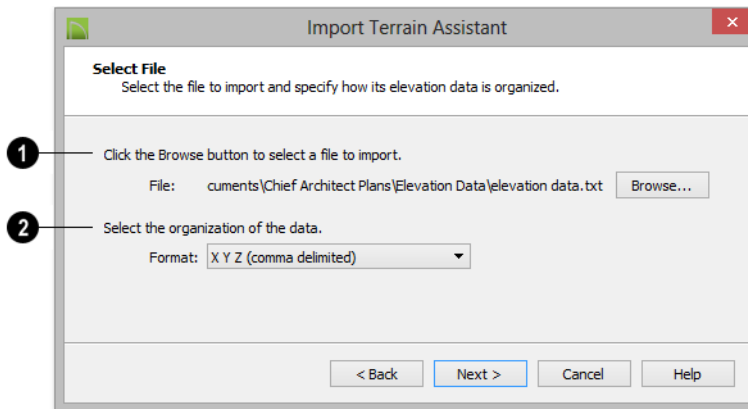 Import Terrain Assistant
Select File
Select the file to import and specify how its elevation data is organized.
1 Click the Browse button to select a file to import.
File: cuments\Chief Architect Plans\Elevation Data\elevation data.txt Browse...
2 Select the organization of the data.
Format: X Y Z (comma delimited)
< Back Next > Cancel Help